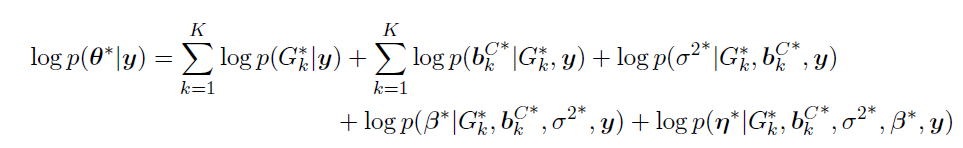 log p(θ*|y) = ∑_{k=1}^{K} log p(G_k^*|y) + ∑_{k=1}^{K} log p(b_k^{C*}|G_k^*, y) + log p(σ^{2*}|G_k^*, b_k^{C*}, y)
+ log p(β*|G_k^*, b_k^{C*}, σ^{2*}, y) + log p(η*|G_k^*, b_k^{C*}, σ^{2*}, β*, y)